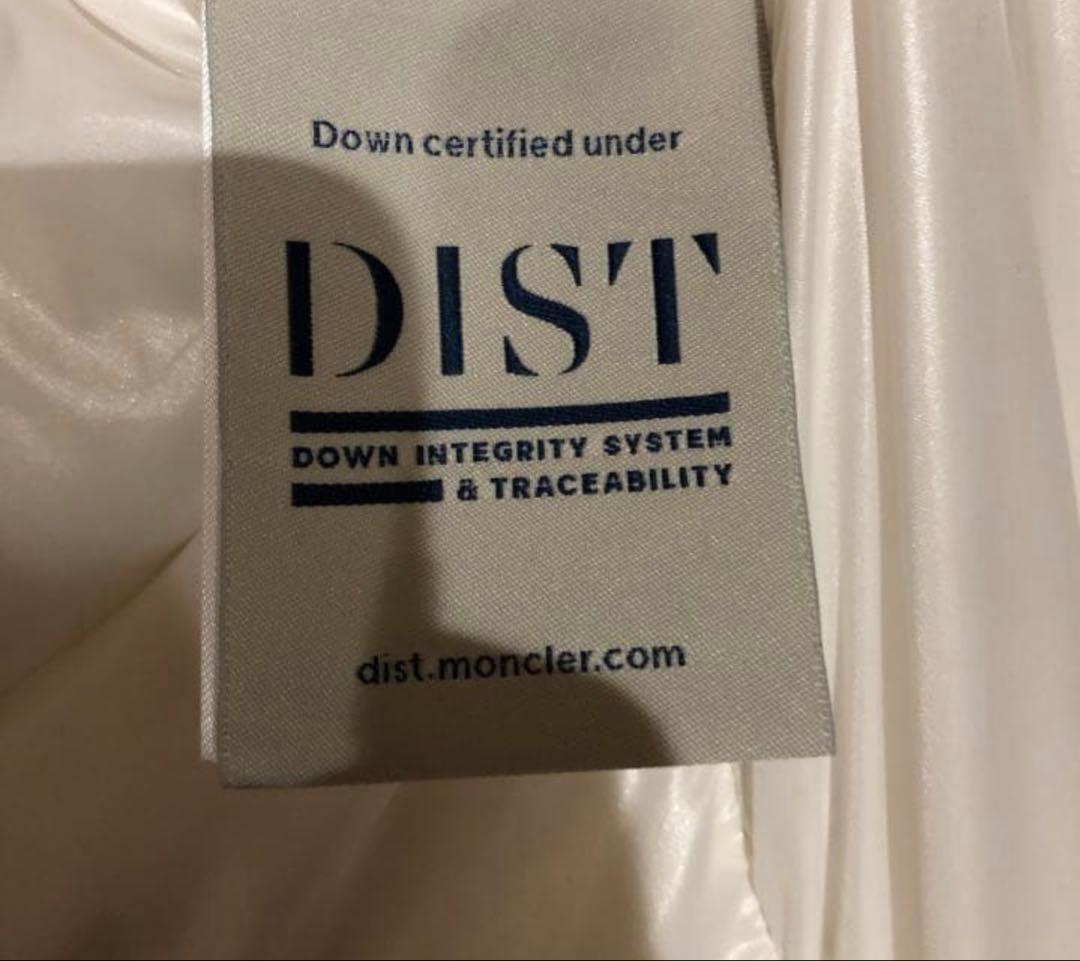 Down certified under
DIST
DOWN INTEGRITY SYSTEM
& TRACEABILITY
dist.moncler.com